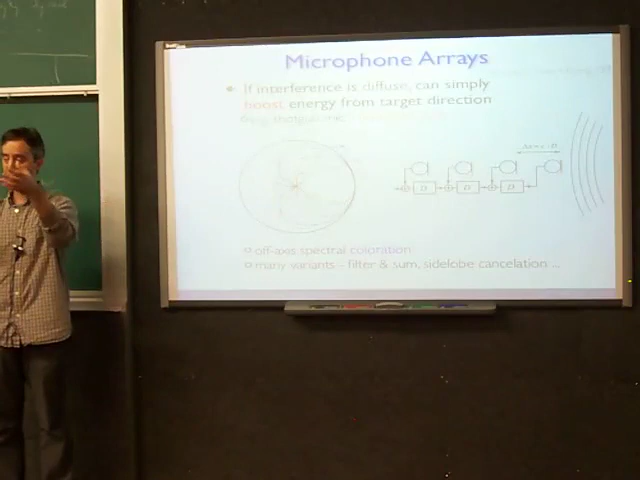 Microphone Arrays
If interference is diffuse, can simply
boost energy from target direction
off-axis spectral coloration
many variants – filter & sum, sidelobe cancelation ...
D
D
D